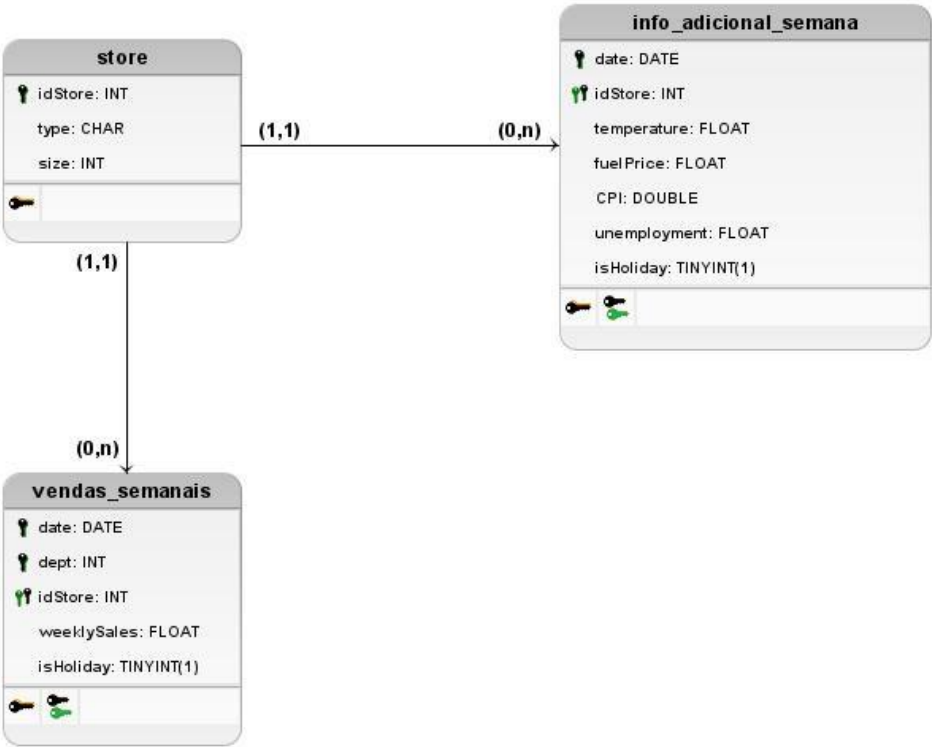 store
idStore: INT
type: CHAR
size: INT
(1,1)
(0,n)
info_adicional_semana
date: DATE
idStore: INT
temperature: FLOAT
fuelPrice: FLOAT
CPI: DOUBLE
unemployment: FLOAT
isHoliday: TINYINT(1)
(1,1)
(0,n)
vendas_semanais
date: DATE
dept: INT
idStore: INT
weeklySales: FLOAT
isHoliday: TINYINT(1)